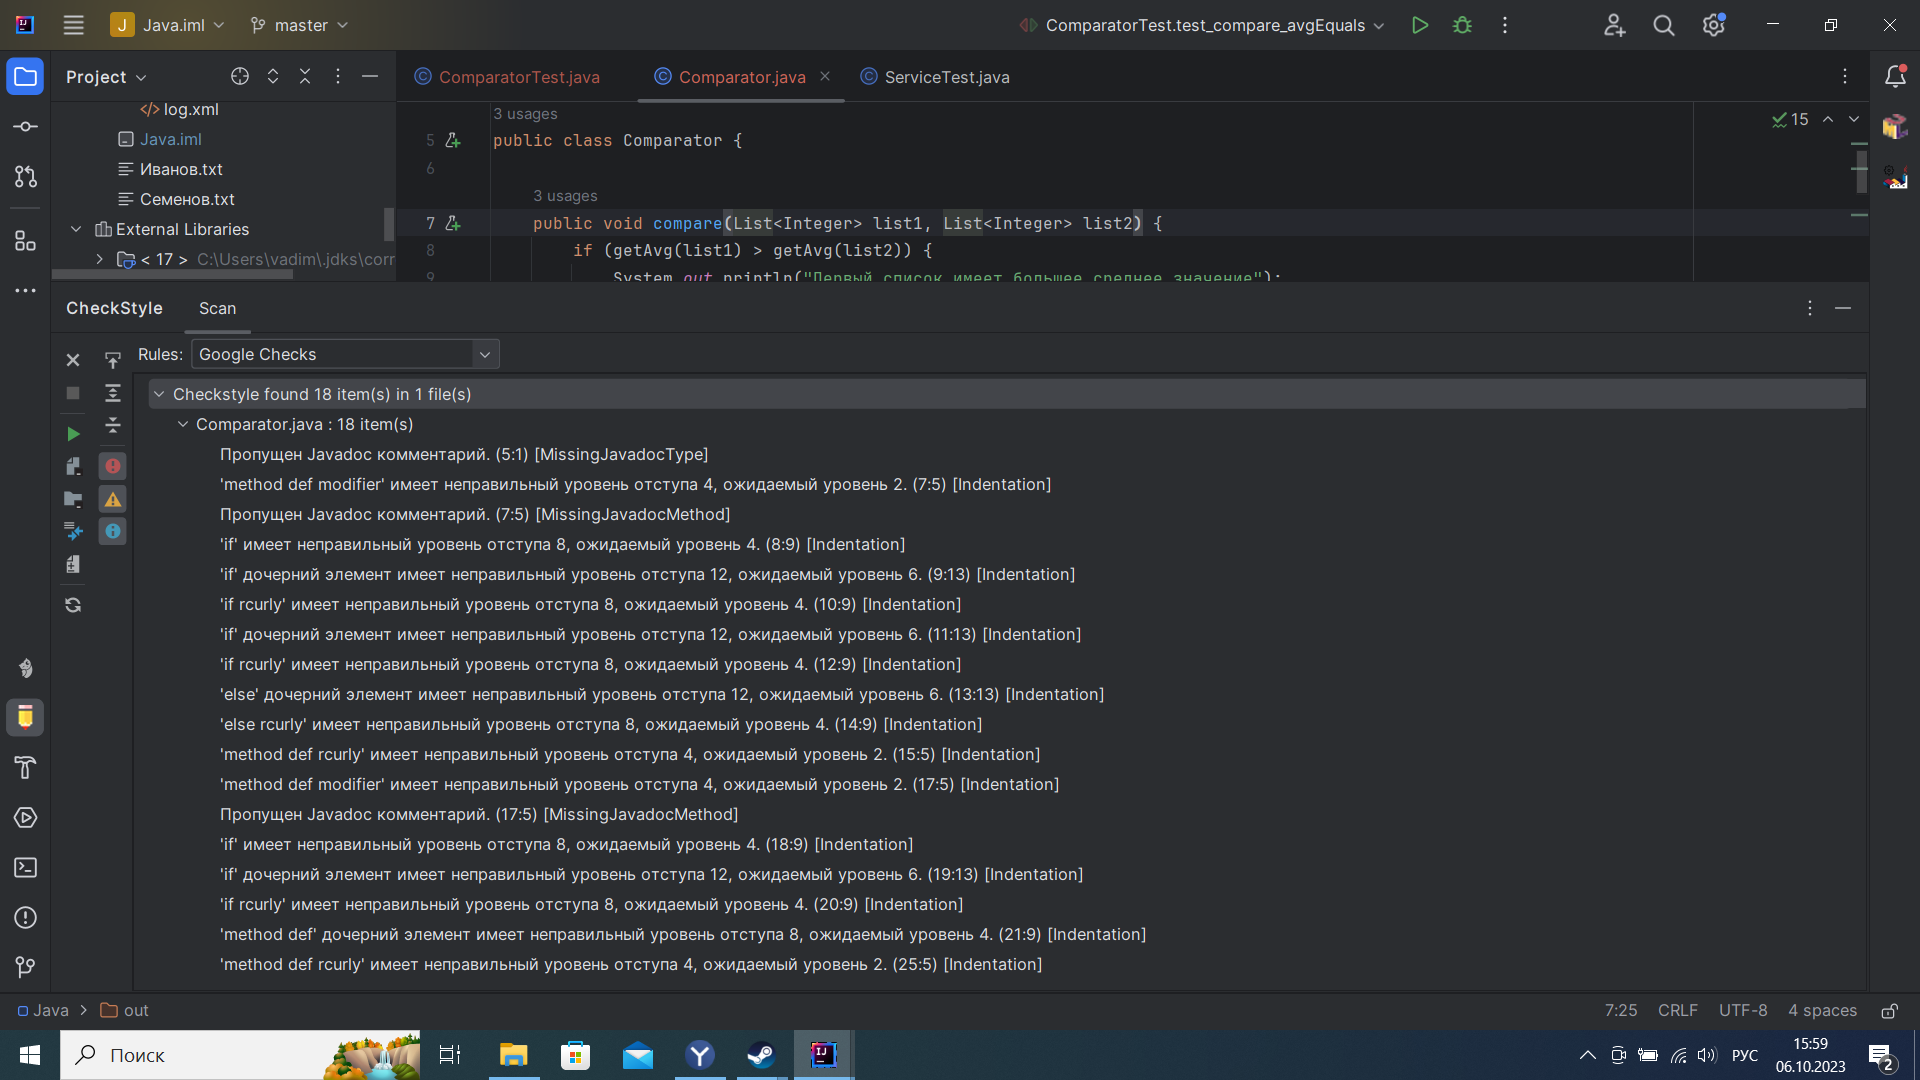 J Java.iml master ComparatorTest.test_compare_avgEquals
Project
ComparatorTest.java Comparator.java ServiceTest.java
log.xml
Java.iml
Иванов.txt
Семенов.txt
External Libraries
< 17 > C:\Users\vadim\.jdks\corr
3 usages
5 public class Comparator {
6
3 usages
7 public void compare(List<Integer> list1, List<Integer> list2) {
8 if (getAvg(list1) > getAvg(list2)) {
9 System.out.println("Первый список имеет большее среднее значение");
15
CheckStyle Scan
Rules: Google Checks
Checkstyle found 18 item(s) in 1 file(s)
Comparator.java : 18 item(s)
Пропущен Javadoc комментарий. (5:1) [MissingJavadocType]
'method def modifier' имеет неправильный уровень отступа 4, ожидаемый уровень 2. (7:5) [Indentation]
Пропущен Javadoc комментарий. (7:5) [MissingJavadocMethod]
'if' имеет неправильный уровень отступа 8, ожидаемый уровень 4. (8:9) [Indentation]
'if' дочерний элемент имеет неправильный уровень отступа 12, ожидаемый уровень 6. (9:13) [Indentation]
'if rcurly' имеет неправильный уровень отступа 8, ожидаемый уровень 4. (10:9) [Indentation]
'if' дочерний элемент имеет неправильный уровень отступа 12, ожидаемый уровень 6. (11:13) [Indentation]
'if rcurly' имеет неправильный уровень отступа 8, ожидаемый уровень 4. (12:9) [Indentation]
'else' дочерний элемент имеет неправильный уровень отступа 12, ожидаемый уровень 6. (13:13) [Indentation]
'else rcurly' имеет неправильный уровень отступа 8, ожидаемый уровень 4. (14:9) [Indentation]
'method def rcurly' имеет неправильный уровень отступа 4, ожидаемый уровень 2. (15:5) [Indentation]
'method def modifier' имеет неправильный уровень отступа 4, ожидаемый уровень 2. (17:5) [Indentation]
Пропущен Javadoc комментарий. (17:5) [MissingJavadocMethod]
'if' имеет неправильный уровень отступа 8, ожидаемый уровень 4. (18:9) [Indentation]
'if' дочерний элемент имеет неправильный уровень отступа 12, ожидаемый уровень 6. (19:13) [Indentation]
'if rcurly' имеет неправильный уровень отступа 8, ожидаемый уровень 4. (20:9) [Indentation]
'method def' дочерний элемент имеет неправильный уровень отступа 8, ожидаемый уровень 4. (21:9) [Indentation]
'method def rcurly' имеет неправильный уровень отступа 4, ожидаемый уровень 2. (25:5) [Indentation]
Java > out 7:25 CRLF UTF-8 4 spaces
Поиск
РУС
15:59
06.10.2023
2